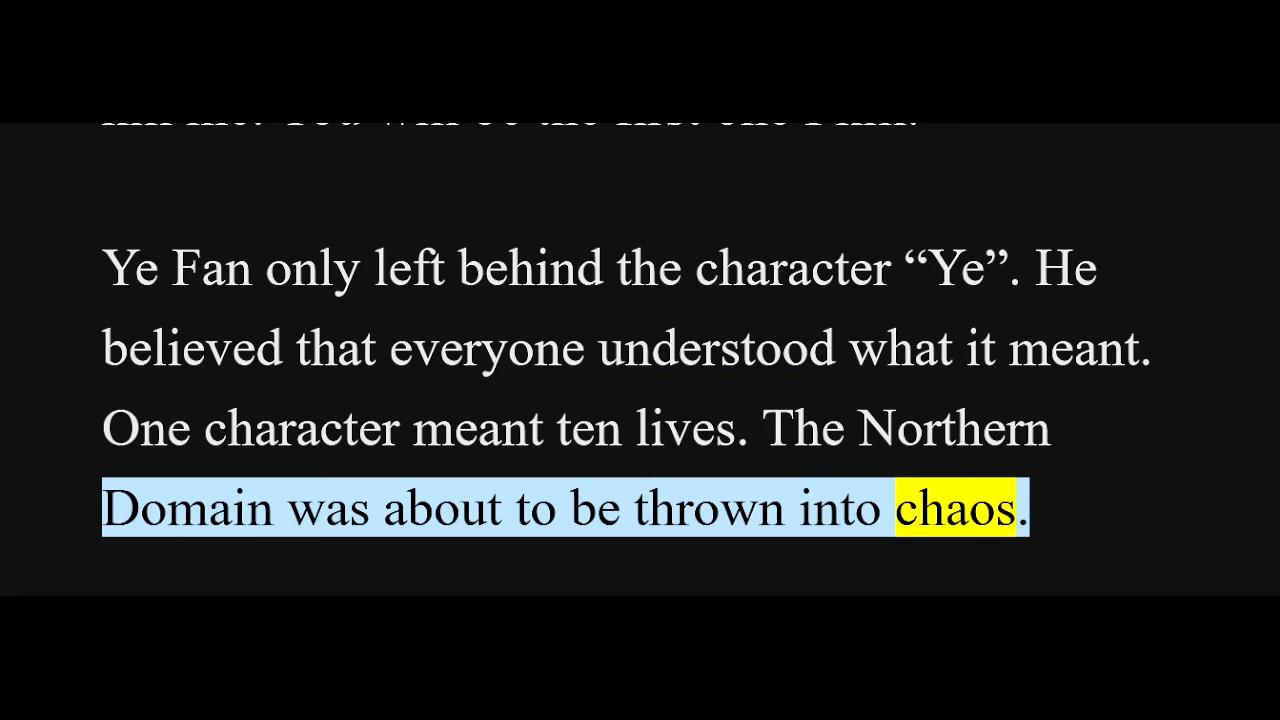 Ye Fan only left behind the character “Ye”. He
believed that everyone understood what it meant.
One character meant ten lives. The Northern
Domain was about to be thrown into chaos.